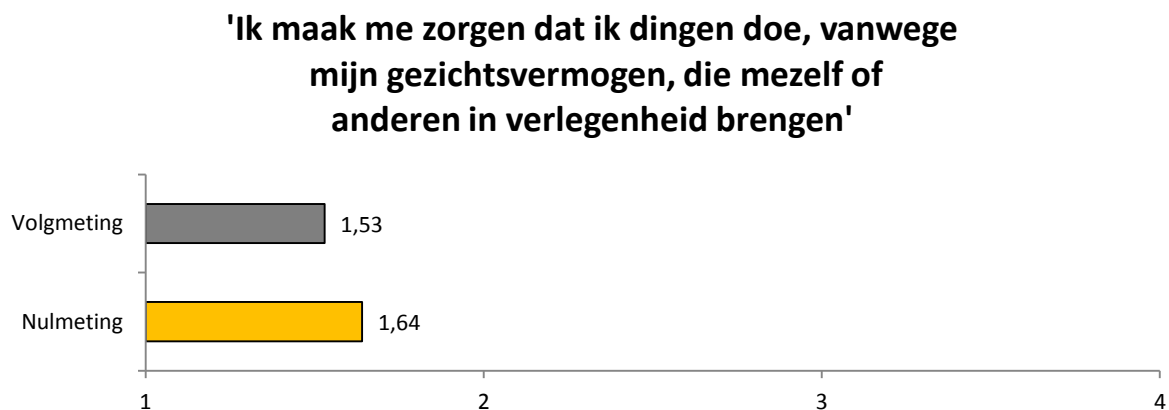 'Ik maak me zorgen dat ik dingen doe, vanwege
mijn gezichtsvermogen, die mezelf of
anderen in verlegenheid brengen'
Volgmeting
1,53
Nulmeting
1,64
1
2
3
4